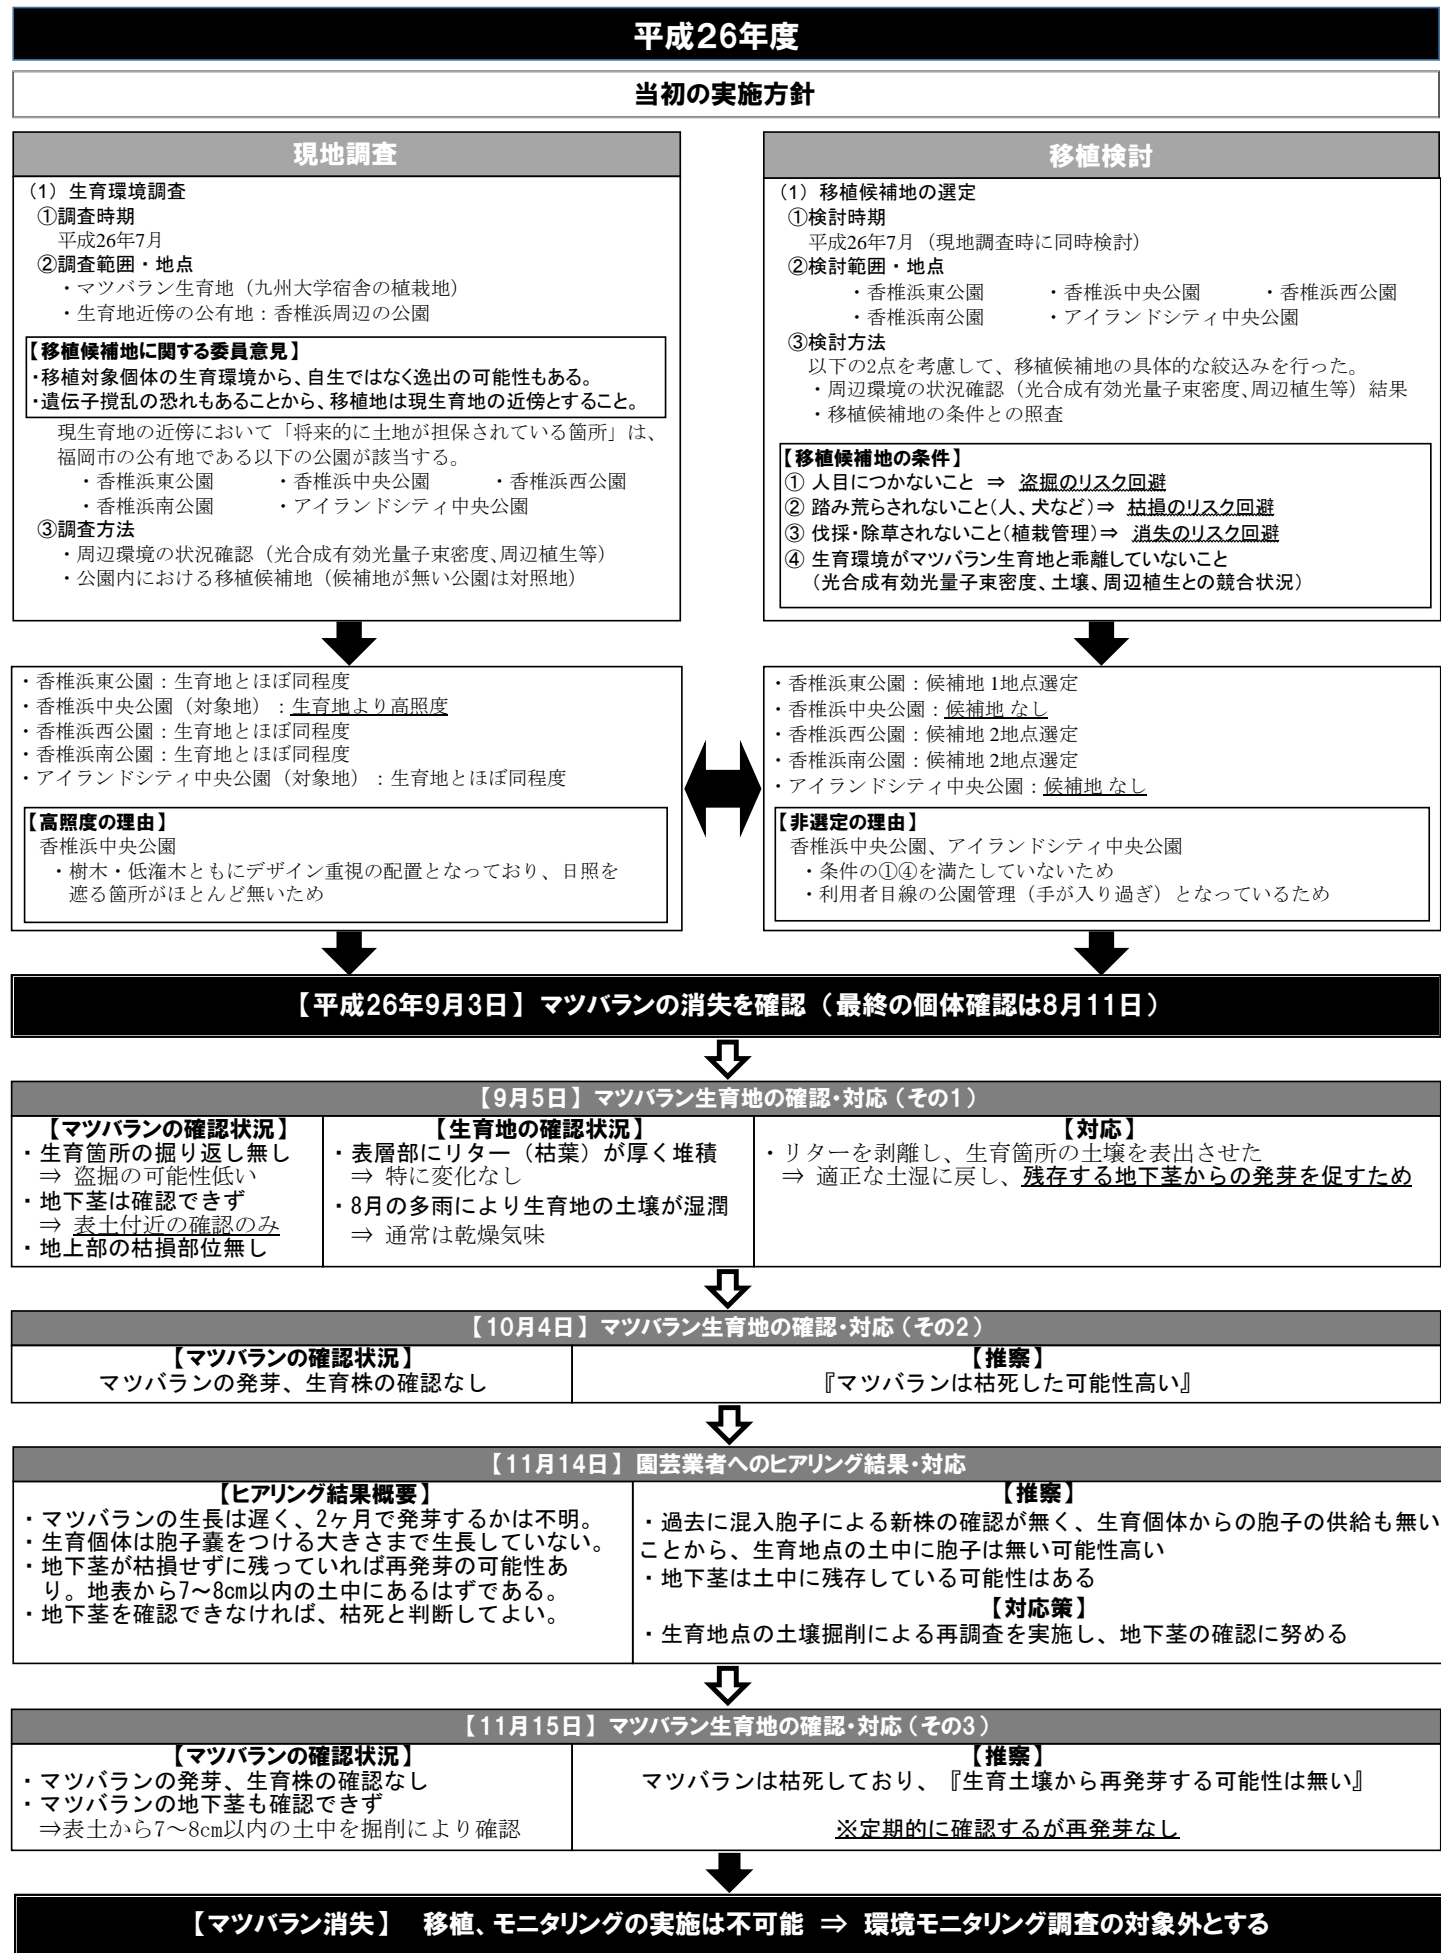 平成26年度
当初の実施方針
現地調査
(1) 生育環境調査
①調査時期
平成26年7月
②調査範囲・地点
・マツバラン生育地（九州大学宿舎の植栽地）
・生育地近傍の公有地：香椎浜周辺の公園
【移植候補地に関する委員意見】
・移植対象個体の生育環境から、自生ではなく逸出の可能性もある。
・遺伝子撹乱の恐れもあることから、移植地は現生育地の近傍とすること。
現生育地の近傍において「将来的に土地が担保されている箇所」は、
福岡市の公有地である以下の公園が該当する。
・香椎浜東公園　・香椎浜中央公園　・香椎浜西公園
・香椎浜南公園　・アイランドシティ中央公園
③調査方法
・周辺環境の状況確認（光合成有効光量子束密度、周辺植生等）
・公園内における移植候補地（候補地が無い公園は対照地）
移植検討
(1) 移植候補地の選定
①検討時期
平成26年7月（現地調査時に同時検討）
②検討範囲・地点
・香椎浜東公園　・香椎浜中央公園　・香椎浜西公園
・香椎浜南公園　・アイランドシティ中央公園
③検討方法
以下の2点を考慮して、移植候補地の具体的な絞込みを行った。
・周辺環境の状況確認（光合成有効光量子束密度、周辺植生等）結果
・移植候補地の条件との照査
【移植候補地の条件】
① 人目につかないこと ⇒ 盗掘のリスク回避
② 踏み荒らされないこと（人、犬など）⇒ 枯損のリスク回避
③ 伐採・除草されないこと（植栽管理）⇒ 消失のリスク回避
④ 生育環境がマツバラン生育地と乖離していないこと
（光合成有効光量子束密度、土壌、周辺植生との競合状況）
・香椎浜東公園：生育地とほぼ同程度
・香椎浜中央公園（対象地）：生育地より高照度
・香椎浜西公園：生育地とほぼ同程度
・香椎浜南公園：生育地とほぼ同程度
・アイランドシティ中央公園（対象地）：生育地とほぼ同程度
【高照度の理由】
香椎浜中央公園
・樹木・低潅木ともにデザイン重視の配置となっており、日照を
遮る箇所がほとんど無いため
・香椎浜東公園：候補地 1地点選定
・香椎浜中央公園：候補地 なし
・香椎浜西公園：候補地 2地点選定
・香椎浜南公園：候補地 2地点選定
・アイランドシティ中央公園：候補地 なし
【非選定の理由】
香椎浜中央公園、アイランドシティ中央公園
・条件の①④を満たしていないため
・利用者目線の公園管理（手が入り過ぎ）となっているため
【平成26年9月3日】マツバランの消失を確認（最終の個体確認は8月11日）
【9月5日】マツバラン生育地の確認・対応（その1）
【マツバランの確認状況】
・生育箇所の掘り返し無し
⇒ 盗掘の可能性低い
・地下茎は確認できず
⇒ 表土付近の確認のみ
・地上部の枯損部位無し
【生育地の確認状況】
・表層部にリター（枯葉）が厚く堆積
⇒ 特に変化なし
・8月の多雨により生育地の土壌が湿潤
⇒ 通常は乾燥気味
【対応】
・リターを剥離し、生育箇所の土壌を表出させた
⇒ 適正な土湿に戻し、残存する地下茎からの発芽を促すため
【10月4日】マツバラン生育地の確認・対応（その2）
【マツバランの確認状況】
マツバランの発芽、生育株の確認なし
【推察】
『マツバランは枯死した可能性高い』
【11月14日】園芸業者へのヒアリング結果・対応
【ヒアリング結果概要】
・マツバランの生長は遅く、2ヶ月で発芽するかは不明。
・生育個体は胞子嚢をつける大きさまで生長していない。
・地下茎が枯損せずに残っていれば再発芽の可能性あ
り。地表から7～8cm以内の土中にあるはずである。
・地下茎を確認できなければ、枯死と判断してよい。
【推察】
・過去に混入胞子による新株の確認が無く、生育個体からの胞子の供給も無い
ことから、生育地点の土中に胞子は無い可能性高い
・地下茎は土中に残存している可能性はある
【対応策】
・生育地点の土壌掘削による再調査を実施し、地下茎の確認に努める
【11月15日】マツバラン生育地の確認・対応（その3）
【マツバランの確認状況】
・マツバランの発芽、生育株の確認なし
・マツバランの地下茎も確認できず
⇒表土から7～8cm以内の土中を掘削により確認
【推察】
マツバランは枯死しており、『生育土壌から再発芽する可能性は無い』
※定期的に確認するが再発芽なし
【マツバラン消失】　移植、モニタリングの実施は不可能 ⇒ 環境モニタリング調査の対象外とする